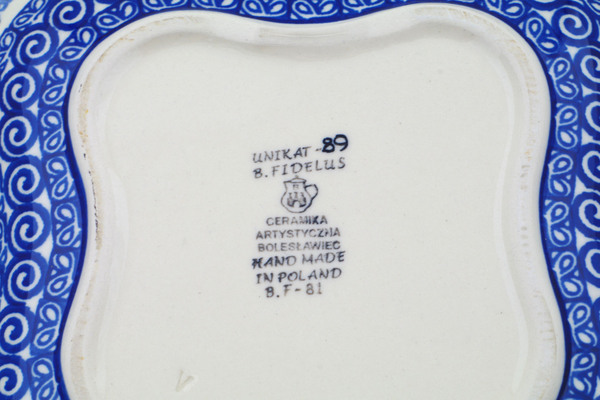 UNIKAT-89
B.FIDELUS
CERAMIKA
ARTYSTYCZNA
BOLESŁAWIEC
HAND MADE
IN POLAND
B.F-81